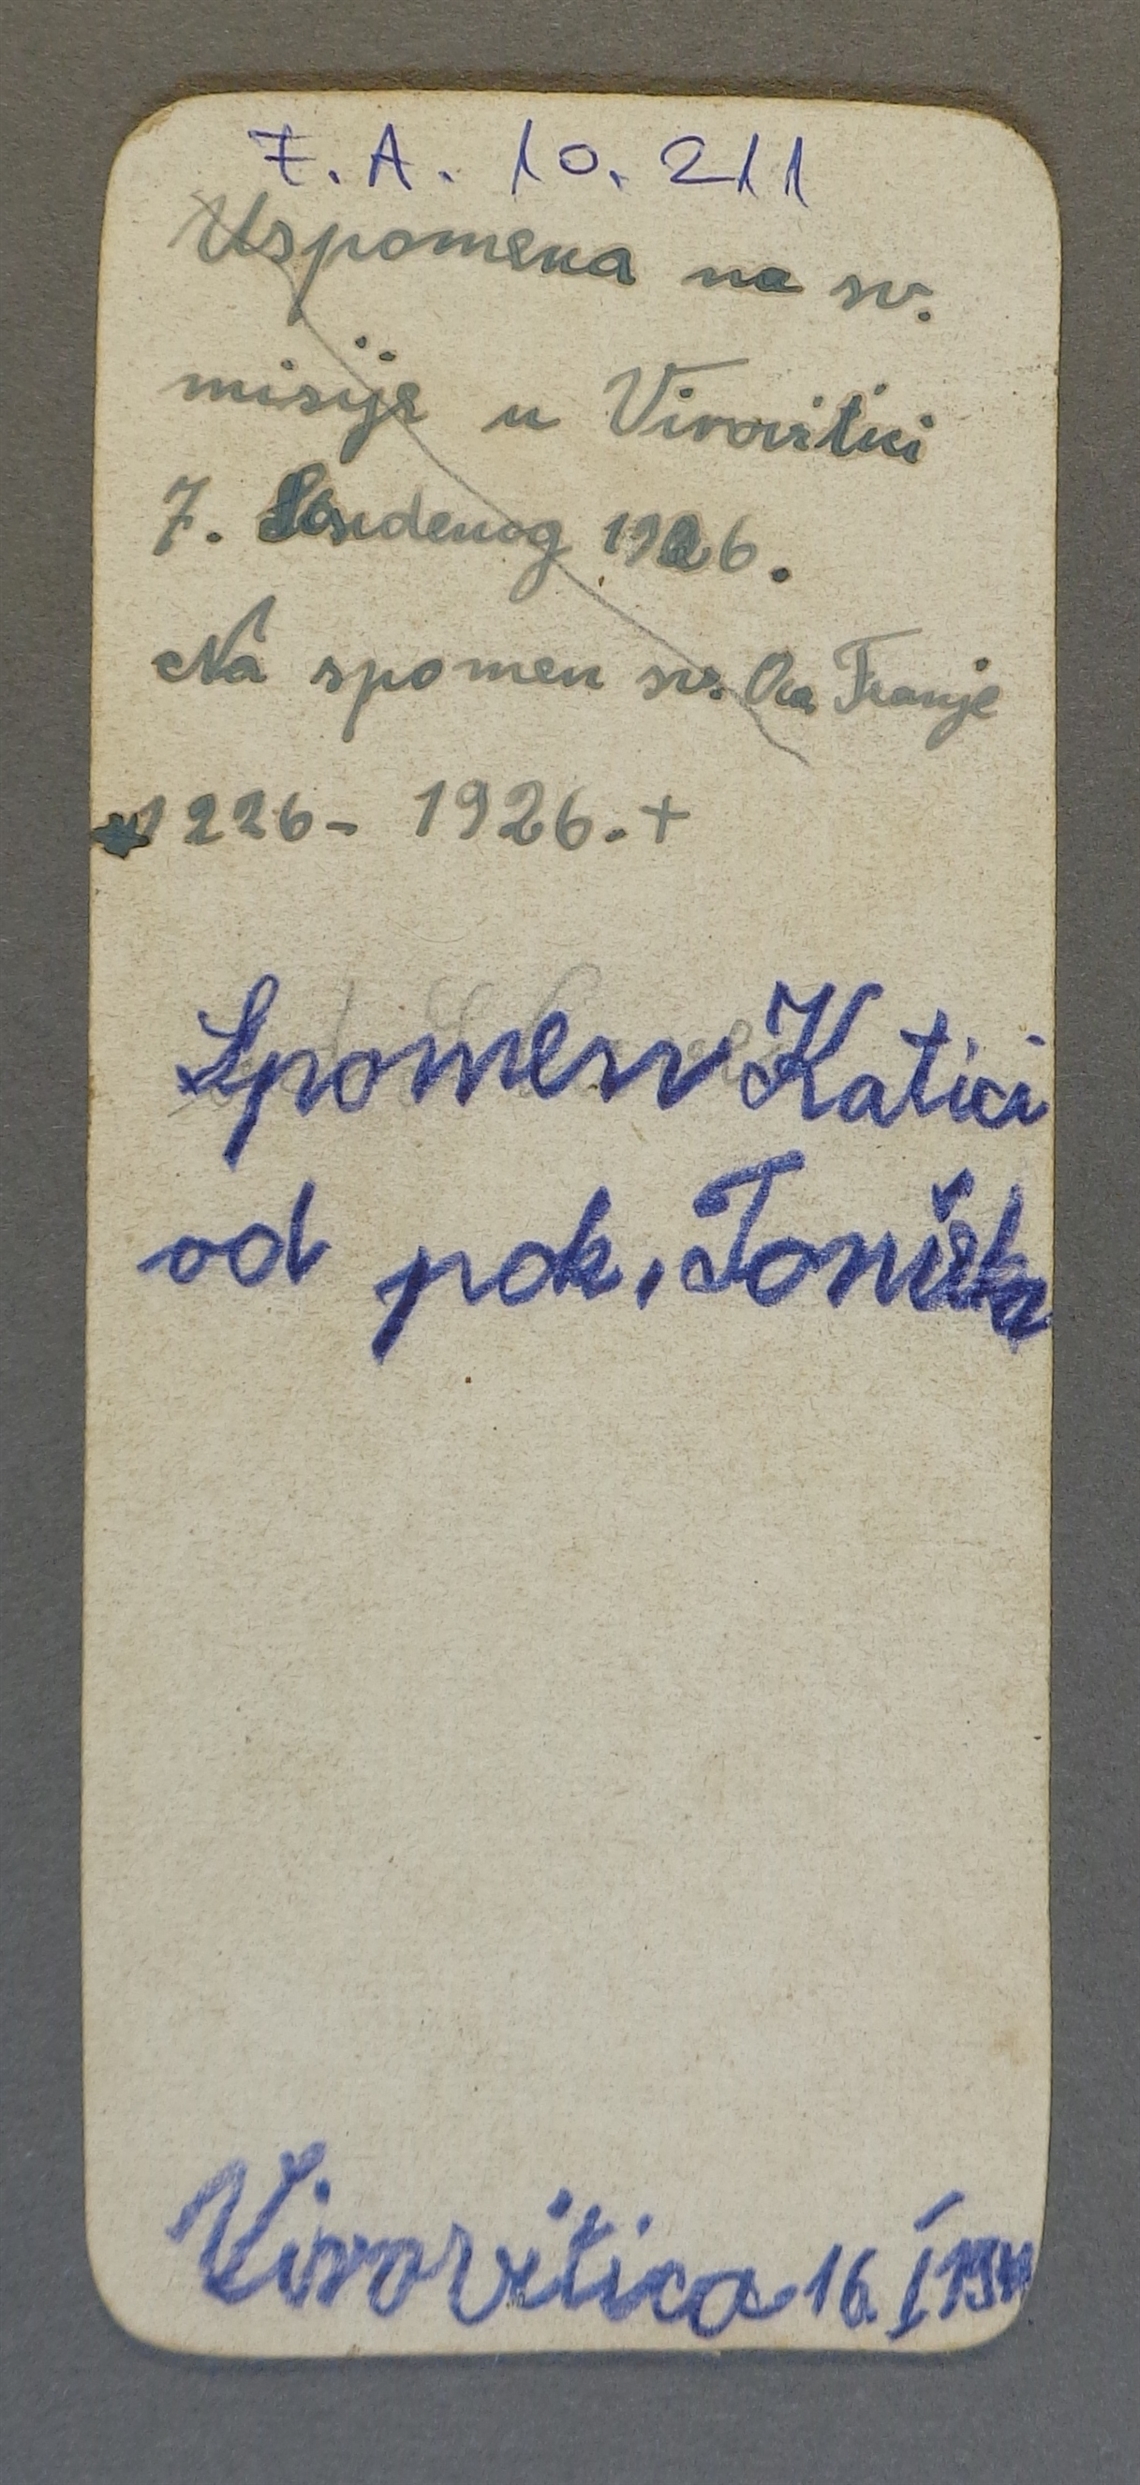 Z.A. 10.211
Uspomena na sv.
misije u Virovitici
7. Studenog 1926.
Na spomen sv. Oca Franje
*1226- 1926.+
Spomen Katici
od pok. Toničk
Virovitica 16. I